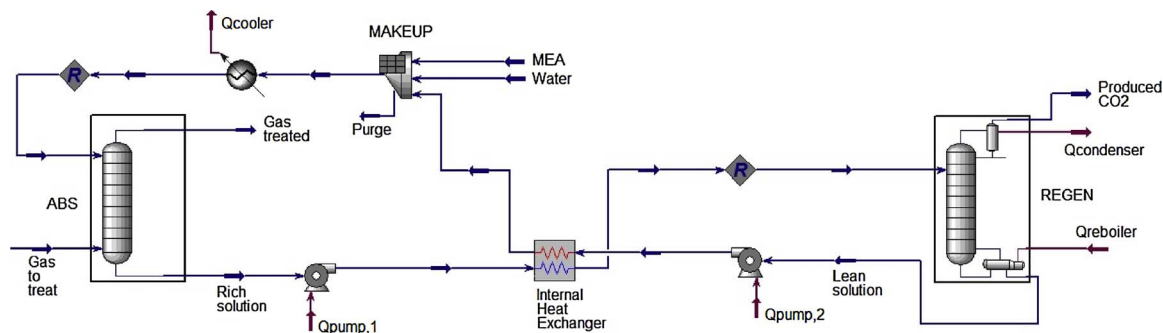 Qcooler
MAKEUP
MEA
Water
Purge
R
Gas
treated
ABS
Gas
to
treat
Rich
solution
Qpump,1
Internal
Heat
Exchanger
R
Qpump,2
Lean
solution
Produced
CO2
Qcondenser
REGEN
Qreboiler